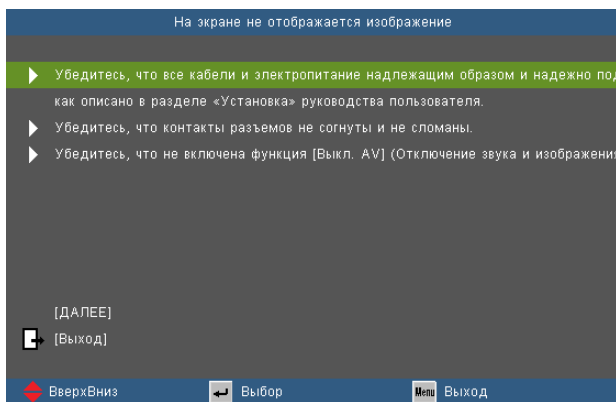 На экране не отображается изображение
Убедитесь, что все кабели и электропитание надлежащим образом и надежно
как описано в разделе «Установка» руководства пользователя.
Убедитесь, что контакты разъемов не согнуты и не сломаны.
Убедитесь, что не включена функция [Выкл. AV] (Отключение звука и изображения
[ДАЛЕЕ]
[Выход]
ВверхВниз Выбор Menu Выход